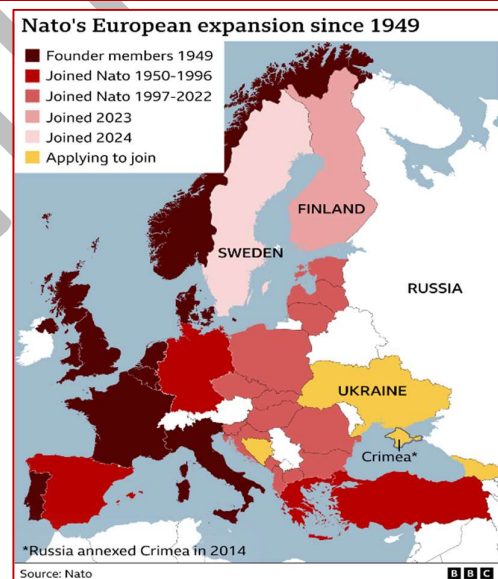 Nato's European expansion since 1949
Founder members 1949
Joined Nato 1950-1996
Joined Nato 1997-2022
Joined 2023
Joined 2024
Applying to join
FINLAND
SWEDEN
RUSSIA
UKRAINE
Crimea*
*Russia annexed Crimea in 2014
Source: Nato
BBC